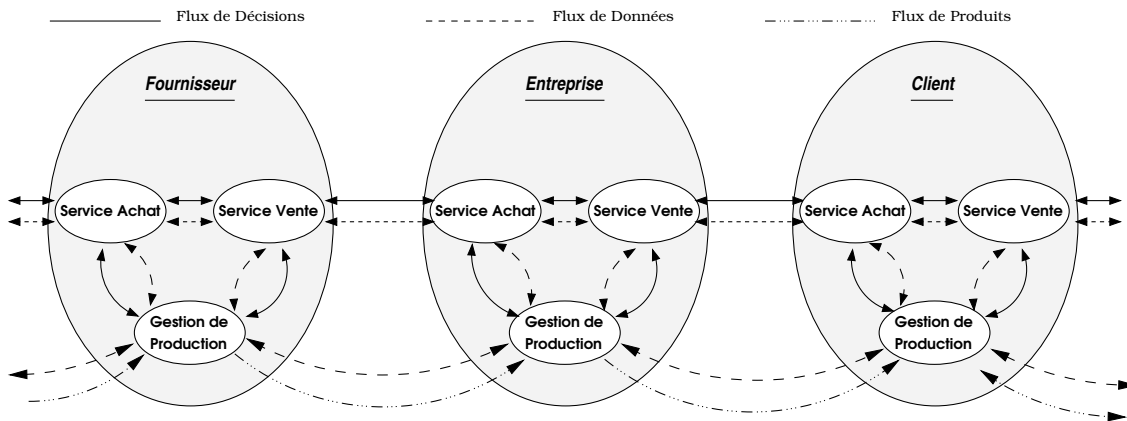 Flux de Décisions
Flux de Données
Flux de Produits
Fournisseur
Entreprise
Client
Service Achat
Service Vente
Service Achat
Service Vente
Service Achat
Service Vente
Gestion de
Production
Gestion de
Production
Gestion de
Production